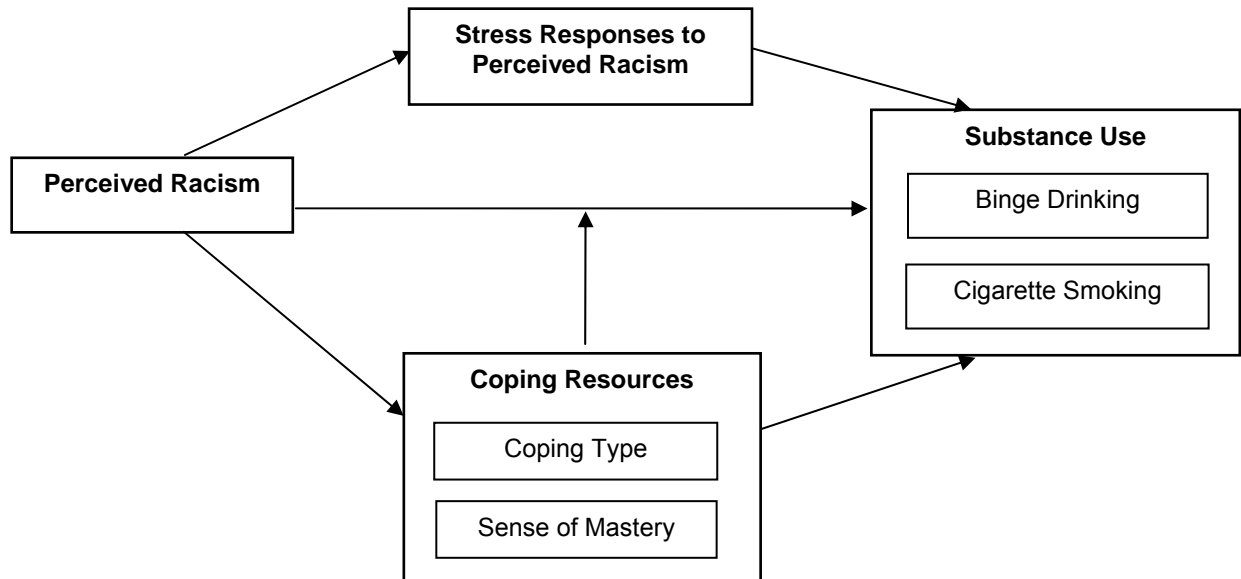 Stress Responses to
Perceived Racism
Substance Use
Perceived Racism
Binge Drinking
Cigarette Smoking
Coping Resources
Coping Type
Sense of Mastery